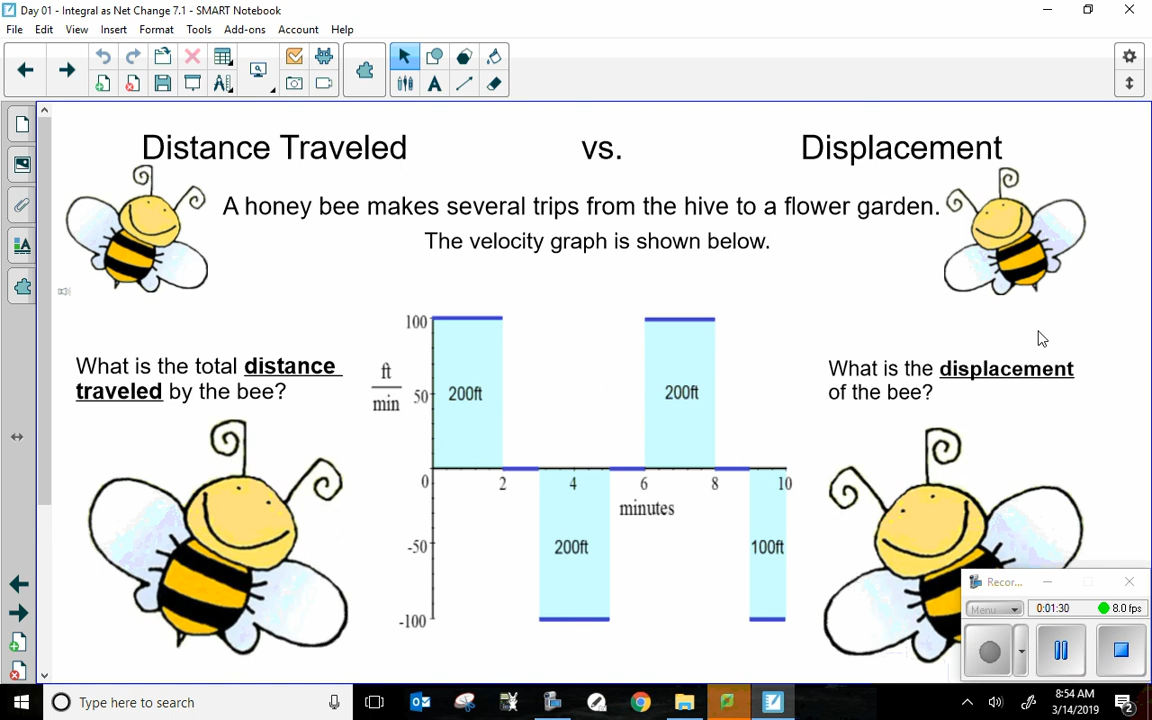 Day 01 - Integral as Net Change 7.1 - SMART Notebook
File Edit View Insert Format Tools Add-ons Account Help
Distance Traveled vs. Displacement
A honey bee makes several trips from the hive to a flower garden.
The velocity graph is shown below.
What is the total distance
traveled by the bee?
ft
min
100
50
0
-50
-100
200ft
200ft
200ft
100ft
2 4 6 8 10
minutes
What is the displacement
of the bee?
Recor...
Menu 0:01:30 8.0 fps
Type here to search
8:54 AM
3/14/2019
2